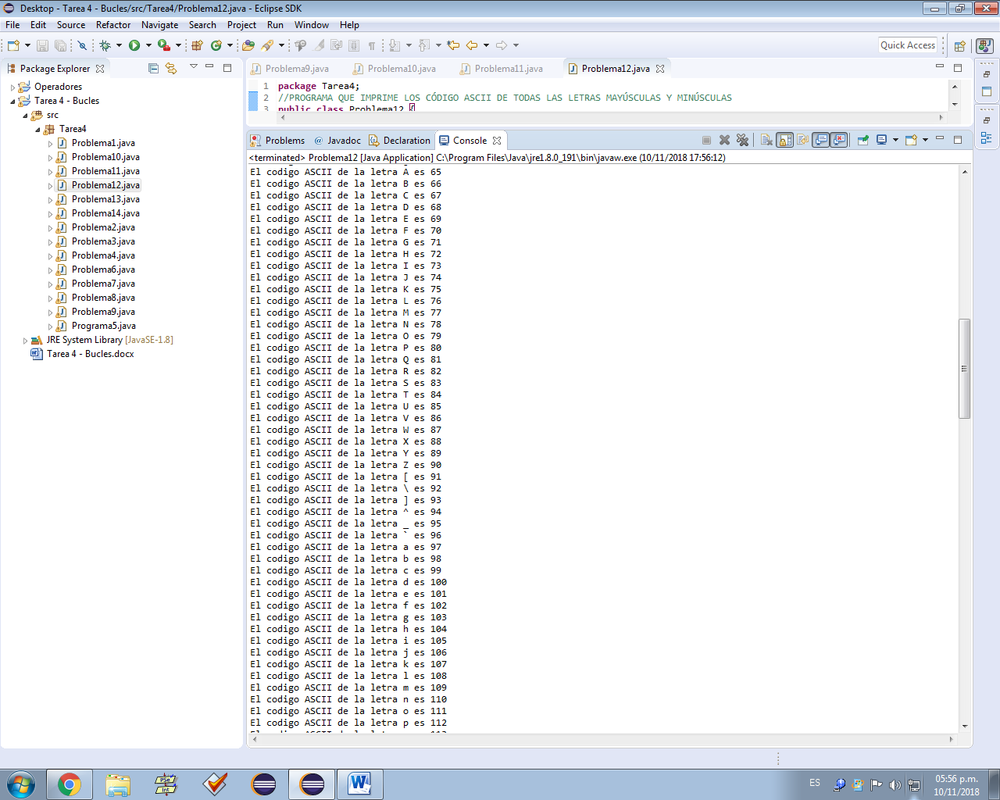 Desktop - Tarea 4 - Bucles/src/Tarea4/Problema12.java - Eclipse SDK
File Edit Source Refactor Navigate Search Project Run Window Help
Quick Access
Package Explorer
Operadores
Tarea 4 - Bucles
src
Tarea4
Problema1.java
Problema10.java
Problema11.java
Problema12.java
Problema13.java
Problema14.java
Problema2.java
Problema3.java
Problema4.java
Problema6.java
Problema7.java
Problema8.java
Problema9.java
Programa5.java
JRE System Library [JavaSE-1.8]
Tarea 4 - Bucles.docx
Problema9.java Problema10.java Problema11.java Problema12.java
1 package Tarea4;
2 //PROGRAMA QUE IMPRIME LOS CÓDIGO ASCII DE TODAS LAS LETRAS MAYÚSCULAS Y MINÚSCULAS
3 public class Problema12 {
Problems @ Javadoc Declaration Console
<terminated> Problema12 [Java Application] C:\Program Files\Java\jre1.8.0_191\bin\javaw.exe (10/11/2018 17:56:12)
El codigo ASCII de la letra A es 65
El codigo ASCII de la letra B es 66
El codigo ASCII de la letra C es 67
El codigo ASCII de la letra D es 68
El codigo ASCII de la letra E es 69
El codigo ASCII de la letra F es 70
El codigo ASCII de la letra G es 71
El codigo ASCII de la letra H es 72
El codigo ASCII de la letra I es 73
El codigo ASCII de la letra J es 74
El codigo ASCII de la letra K es 75
El codigo ASCII de la letra L es 76
El codigo ASCII de la letra M es 77
El codigo ASCII de la letra N es 78
El codigo ASCII de la letra O es 79
El codigo ASCII de la letra P es 80
El codigo ASCII de la letra Q es 81
El codigo ASCII de la letra R es 82
El codigo ASCII de la letra S es 83
El codigo ASCII de la letra T es 84
El codigo ASCII de la letra U es 85
El codigo ASCII de la letra V es 86
El codigo ASCII de la letra W es 87
El codigo ASCII de la letra X es 88
El codigo ASCII de la letra Y es 89
El codigo ASCII de la letra Z es 90
El codigo ASCII de la letra [ es 91
El codigo ASCII de la letra \ es 92
El codigo ASCII de la letra ] es 93
El codigo ASCII de la letra ^ es 94
El codigo ASCII de la letra _ es 95
El codigo ASCII de la letra ` es 96
El codigo ASCII de la letra a es 97
El codigo ASCII de la letra b es 98
El codigo ASCII de la letra c es 99
El codigo ASCII de la letra d es 100
El codigo ASCII de la letra e es 101
El codigo ASCII de la letra f es 102
El codigo ASCII de la letra g es 103
El codigo ASCII de la letra h es 104
El codigo ASCII de la letra i es 105
El codigo ASCII de la letra j es 106
El codigo ASCII de la letra k es 107
El codigo ASCII de la letra l es 108
El codigo ASCII de la letra m es 109
El codigo ASCII de la letra n es 110
El codigo ASCII de la letra o es 111
El codigo ASCII de la letra p es 112
PSe
Int
ES
05:56 p.m.
10/11/2018